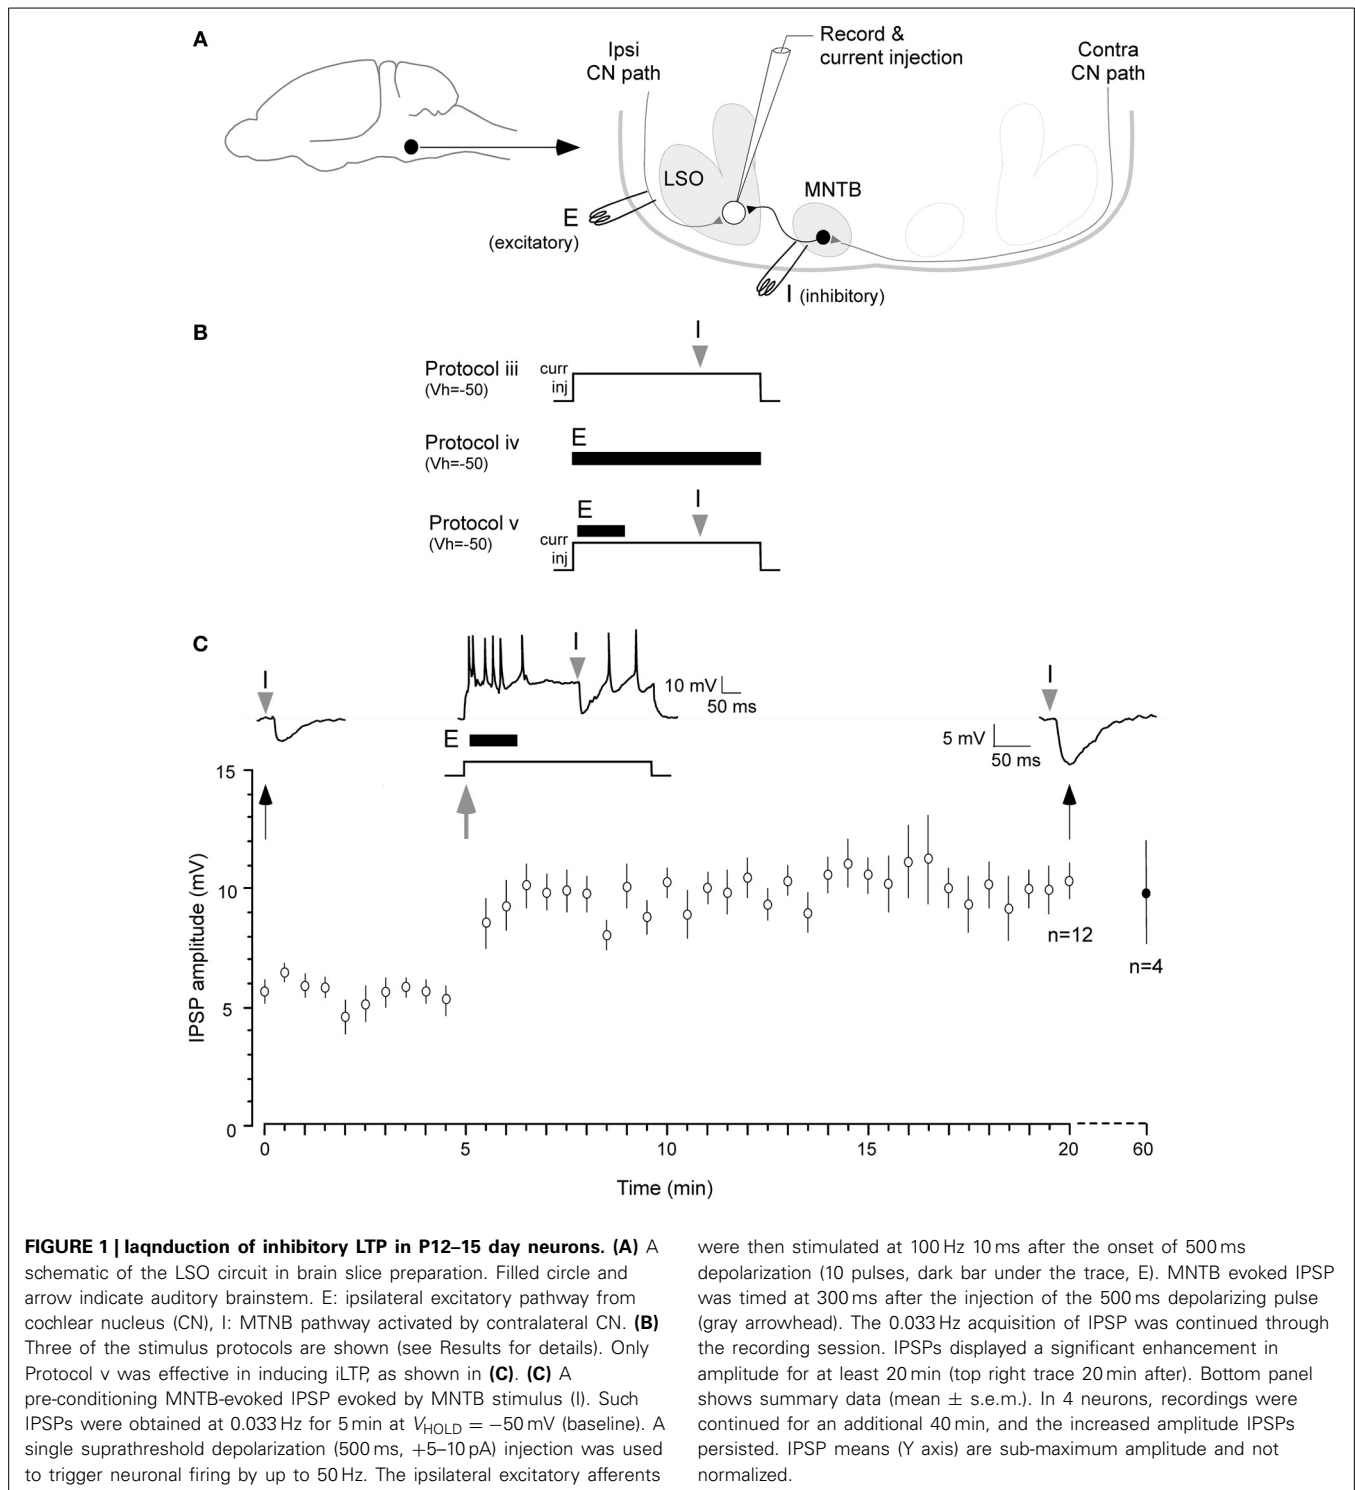 A
Ipsi
CN path
Record &
current injection
Contra
CN path
LSO
MNTB
E
(excitatory)
I (inhibitory)
B
I
Protocol iii
(Vh=-50)
curr
inj
E
Protocol iv
(Vh=-50)
I
E
Protocol v
(Vh=-50)
curr
inj
C
I
I
10 mV
50 ms
I
E
5 mV
50 ms
15
10
5
0
IPSP amplitude (mV)
n=12
n=4
0
5
10
15
20
60
Time (min)
FIGURE 1 | laqnduction of inhibitory LTP in P12–15 day neurons. (A) A
schematic of the LSO circuit in brain slice preparation. Filled circle and
arrow indicate auditory brainstem. E: ipsilateral excitatory pathway from
cochlear nucleus (CN), I: MTNB pathway activated by contralateral CN. (B)
Three of the stimulus protocols are shown (see Results for details). Only
Protocol v was effective in inducing iLTP, as shown in (C). (C) A
pre-conditioning MNTB-evoked IPSP evoked by MNTB stimulus (I). Such
IPSPs were obtained at 0.033 Hz for 5 min at VHOLD = −50 mV (baseline). A
single suprathreshold depolarization (500 ms, +5–10 pA) injection was used
to trigger neuronal firing by up to 50 Hz. The ipsilateral excitatory afferents
were then stimulated at 100 Hz 10 ms after the onset of 500 ms
depolarization (10 pulses, dark bar under the trace, E). MNTB evoked IPSP
was timed at 300 ms after the injection of the 500 ms depolarizing pulse
(gray arrowhead). The 0.033 Hz acquisition of IPSP was continued through
the recording session. IPSPs displayed a significant enhancement in
amplitude for at least 20 min (top right trace 20 min after). Bottom panel
shows summary data (mean ± s.e.m.). In 4 neurons, recordings were
continued for an additional 40 min, and the increased amplitude IPSPs
persisted. IPSP means (Y axis) are sub-maximum amplitude and not
normalized.